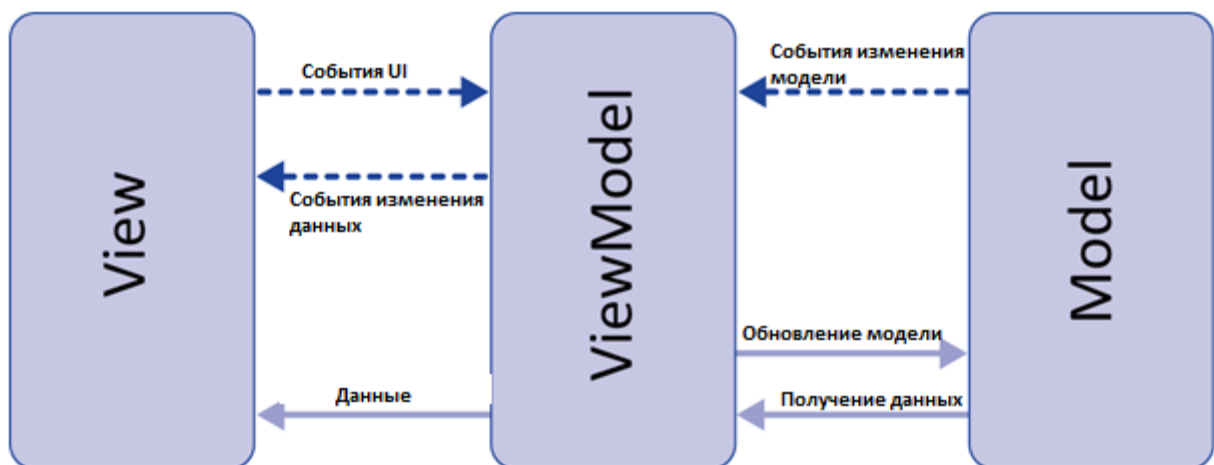 События UI
События изменения
модели
View
События изменения
данных
ViewModel
Model
Обновление модели
Данные
Получение данных